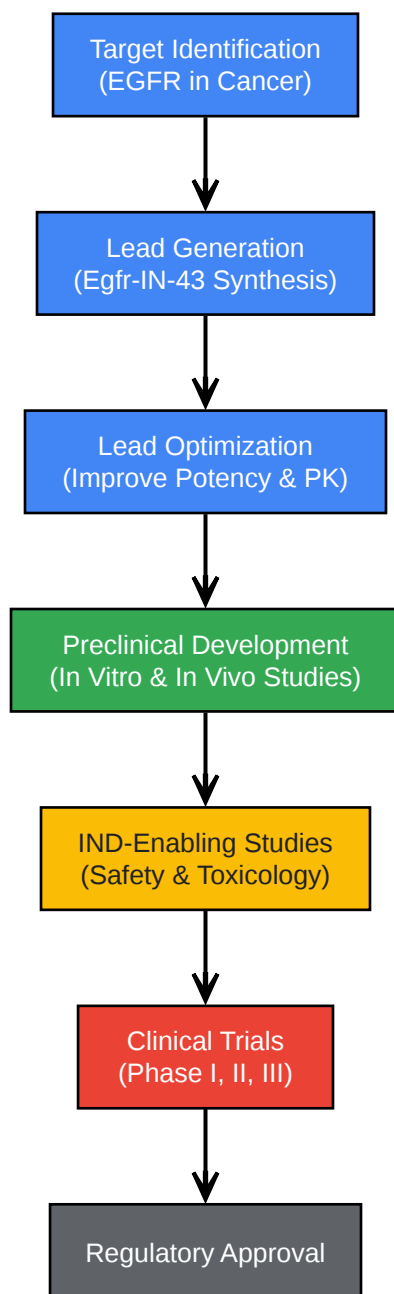 Target Identification
(EGFR in Cancer)
Lead Generation
(Egfr-IN-43 Synthesis)
Lead Optimization
(Improve Potency & PK)
Preclinical Development
(In Vitro & In Vivo Studies)
IND-Enabling Studies
(Safety & Toxicology)
Clinical Trials
(Phase I, II, III)
Regulatory Approval